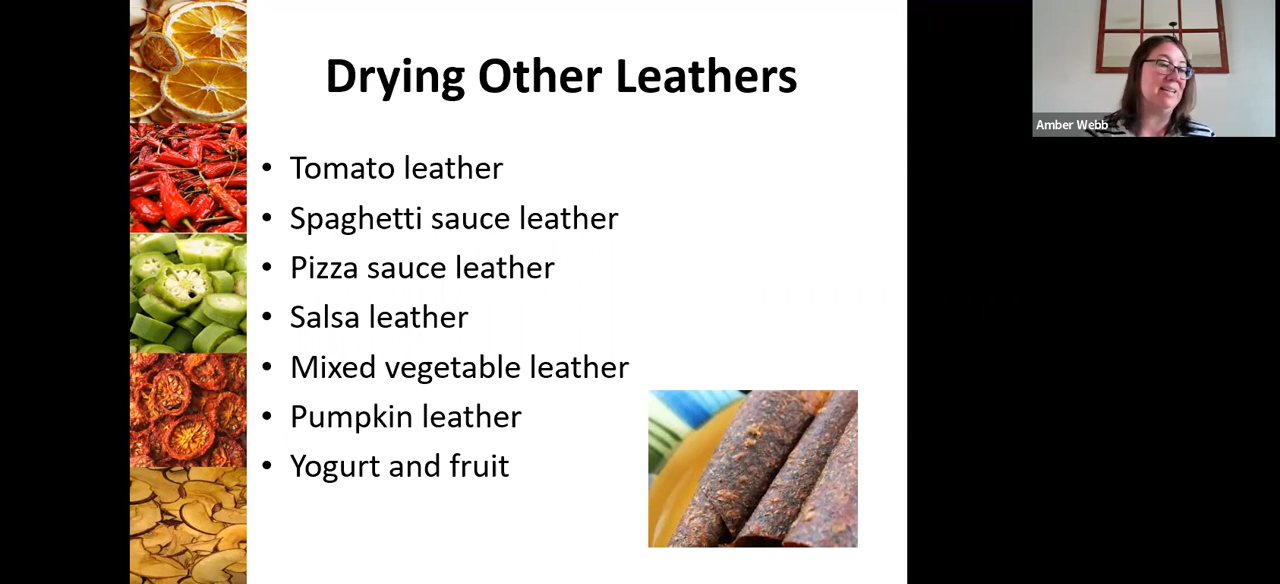 Drying Other Leathers
• Tomato leather
• Spaghetti sauce leather
• Pizza sauce leather
• Salsa leather
• Mixed vegetable leather
• Pumpkin leather
• Yogurt and fruit
Amber Webb